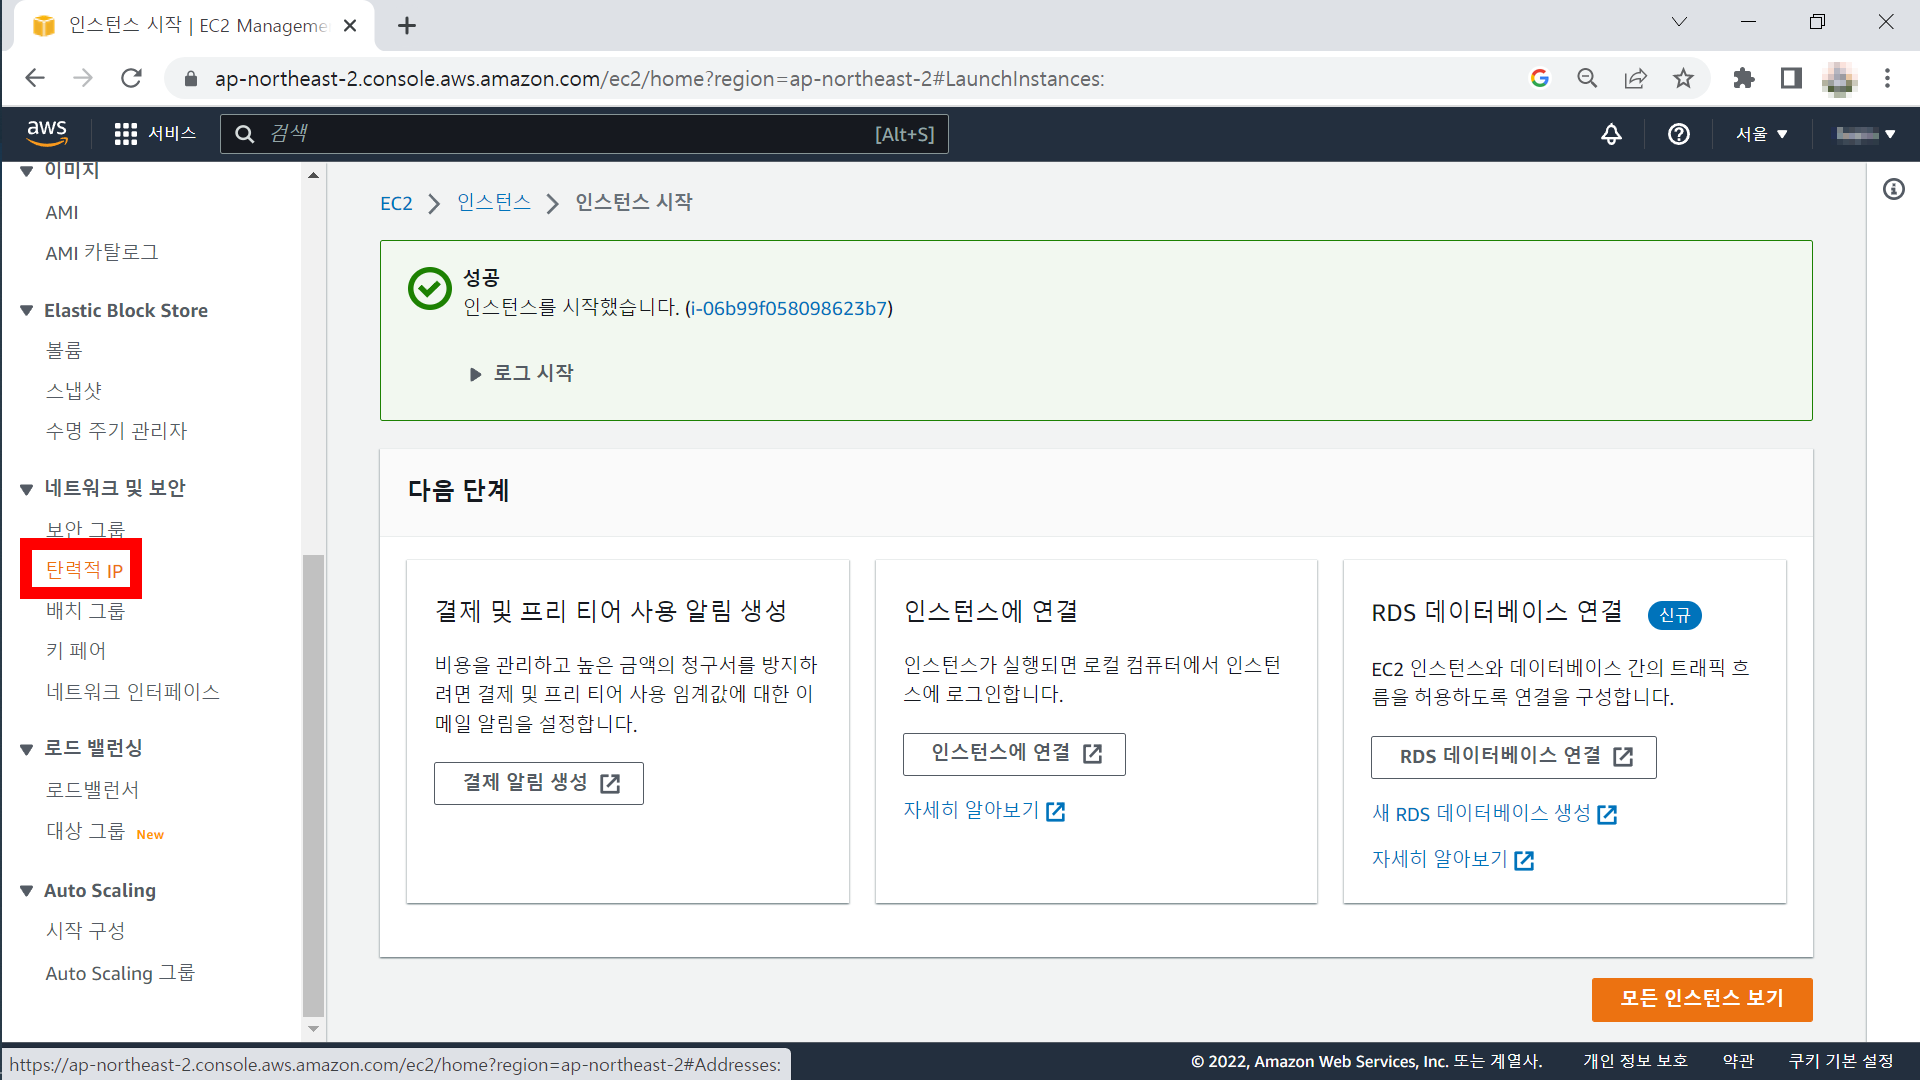 인스턴스 시작 | EC2 Manageme
ap-northeast-2.console.aws.amazon.com/ec2/home?region=ap-northeast-2#LaunchInstances:
aws 서비스 검색 [Alt+S] 서울
이미지
AMI
AMI 카탈로그
Elastic Block Store
볼륨
스냅샷
수명 주기 관리자
네트워크 및 보안
보안 그룹
탄력적 IP
배치 그룹
키 페어
네트워크 인터페이스
로드 밸런싱
로드밸런서
대상 그룹 New
Auto Scaling
시작 구성
Auto Scaling 그룹
EC2 인스턴스 인스턴스 시작
성공
인스턴스를 시작했습니다. (i-06b99f058098623b7)
로그 시작
다음 단계
결제 및 프리 티어 사용 알림 생성
비용을 관리하고 높은 금액의 청구서를 방지하
려면 결제 및 프리 티어 사용 임계값에 대한 이
메일 알림을 설정합니다.
결제 알림 생성
인스턴스에 연결
인스턴스가 실행되면 로컬 컴퓨터에서 인스턴
스에 로그인합니다.
인스턴스에 연결
자세히 알아보기
RDS 데이터베이스 연결 신규
EC2 인스턴스와 데이터베이스 간의 트래픽 흐
름을 허용하도록 연결을 구성합니다.
RDS 데이터베이스 연결
새 RDS 데이터베이스 생성
자세히 알아보기
모든 인스턴스 보기
https://ap-northeast-2.console.aws.amazon.com/ec2/home?region=ap-northeast-2#Addresses:
© 2022, Amazon Web Services, Inc. 또는 계열사. 개인 정보 보호 약관 쿠키 기본 설정